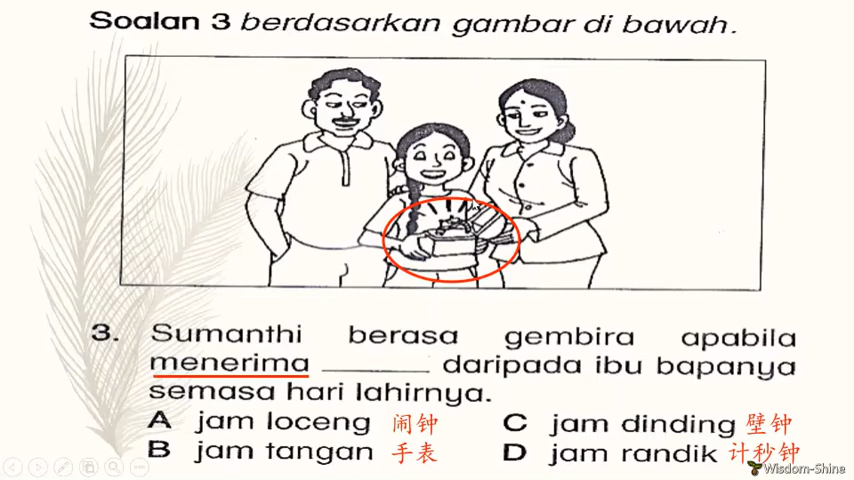 Soalan 3 berdasarkan gambar di bawah.
3. Sumanthi berasa gembira apabila
menerima ________ daripada ibu bapanya
semasa hari lahirnya.
A jam loceng 闹钟 C jam dinding 壁钟
B jam tangan 手表 D jam randik 计秒钟
Wisdom-Shine